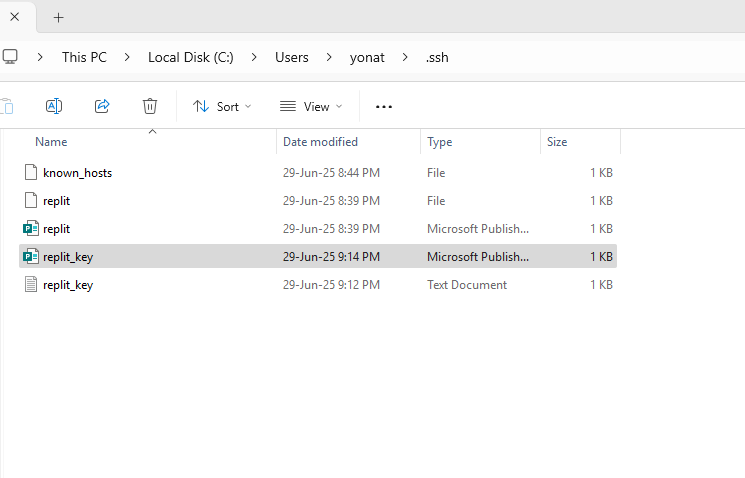 This PC > Local Disk (C:) > Users > yonat > .ssh
Sort View
Name Date modified Type Size
known_hosts 29-Jun-25 8:44 PM File 1 KB
replit 29-Jun-25 8:39 PM File 1 KB
replit 29-Jun-25 8:39 PM Microsoft Publish... 1 KB
replit_key 29-Jun-25 9:14 PM Microsoft Publish... 1 KB
replit_key 29-Jun-25 9:12 PM Text Document 1 KB